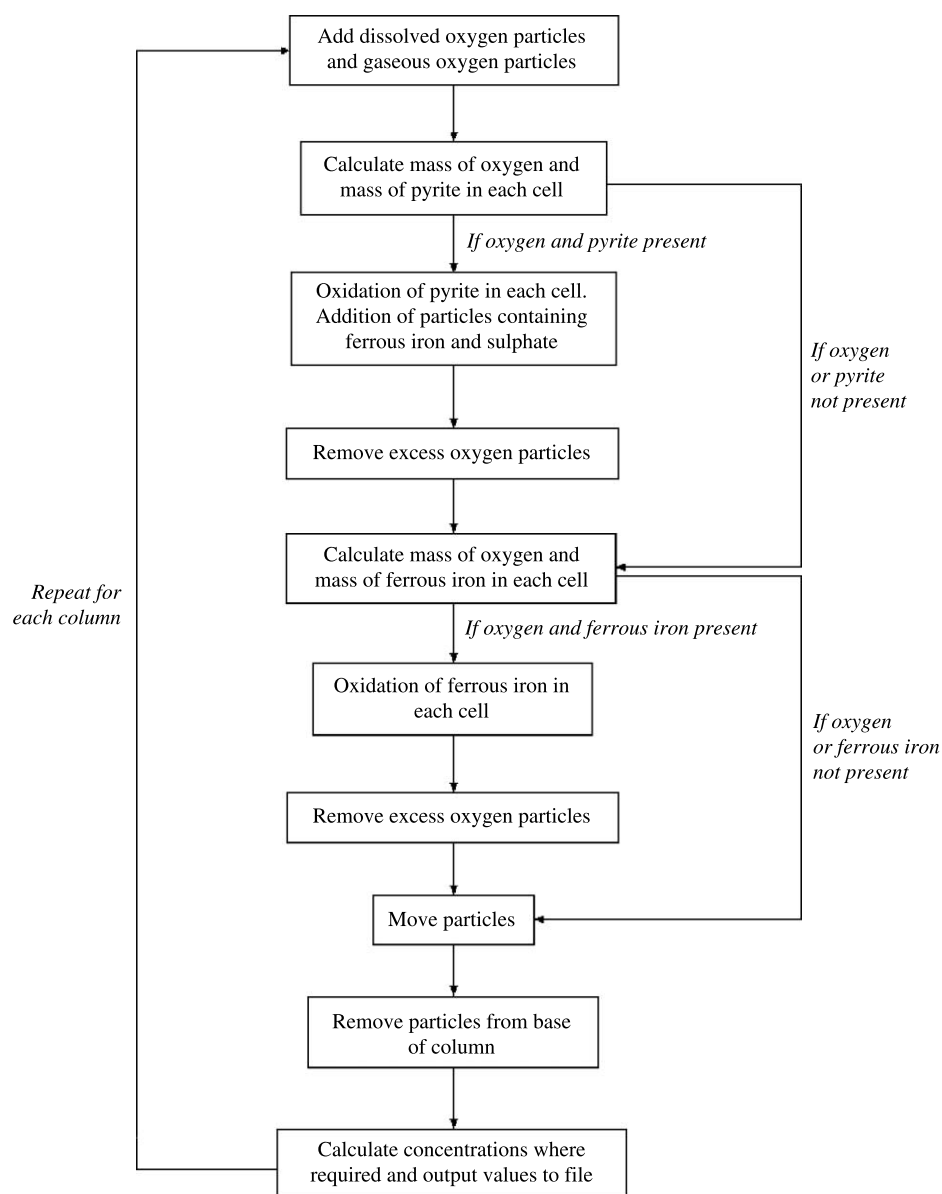 Add dissolved oxygen particles
and gaseous oxygen particles
Calculate mass of oxygen and
mass of pyrite in each cell
If oxygen and pyrite present
Oxidation of pyrite in each cell.
Addition of particles containing
ferrous iron and sulphate
If oxygen
or pyrite
not present
Remove excess oxygen particles
Calculate mass of oxygen and
mass of ferrous iron in each cell
Repeat for
each column
If oxygen and ferrous iron present
Oxidation of ferrous iron in
each cell
If oxygen
or ferrous iron
not present
Remove excess oxygen particles
Move particles
Remove particles from base
of column
Calculate concentrations where
required and output values to file